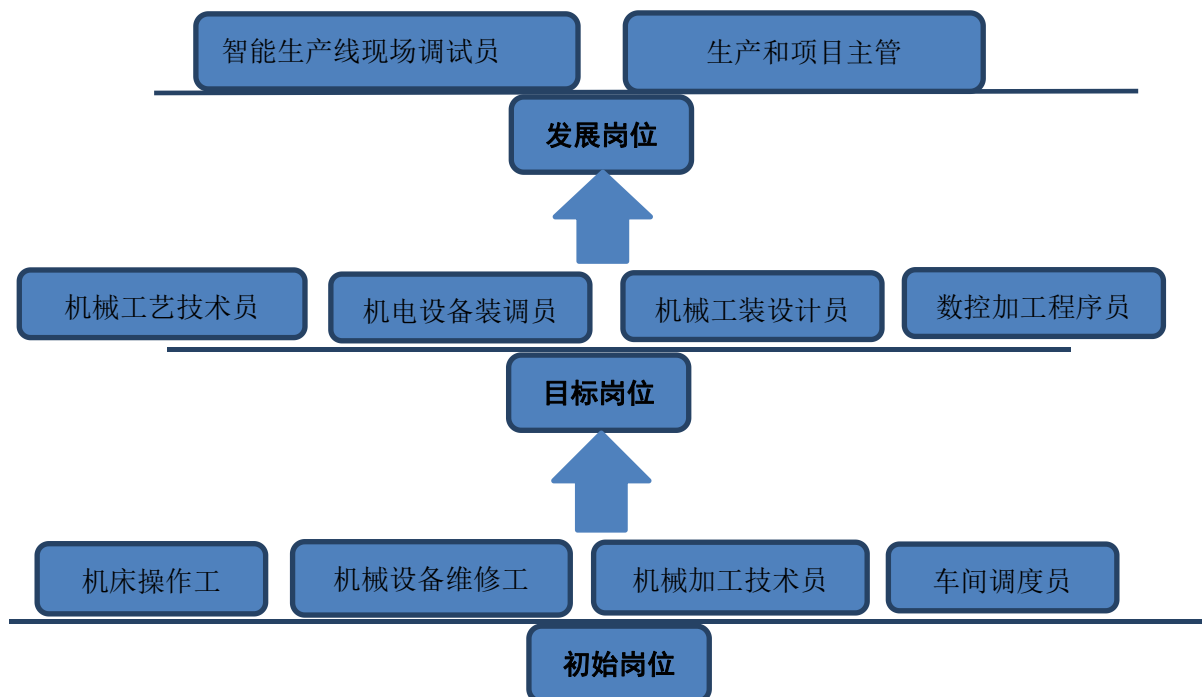 智能生产线现场调试员
生产和项目主管
发展岗位
机械工艺技术员
机电设备装调员
机械工装设计员
数控加工程序员
目标岗位
机床操作工
机械设备维修工
机械加工技术员
车间调度员
初始岗位